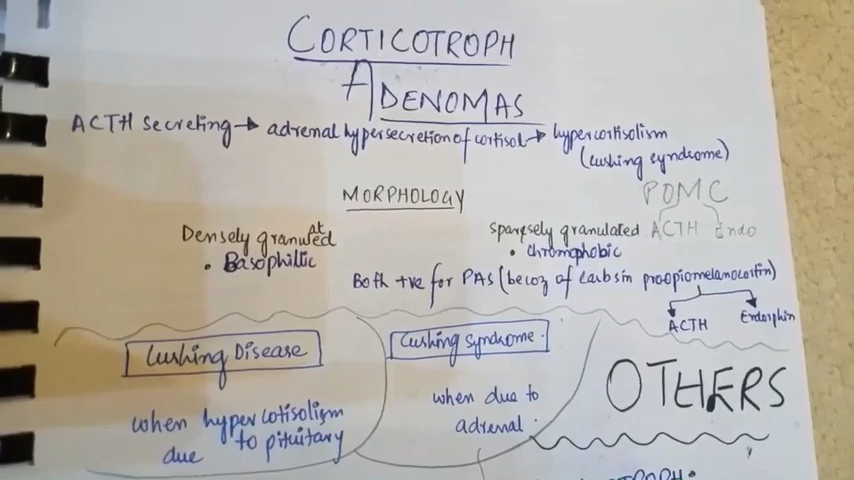 CORTICOTROPH
ADENOMAS
ACTH secreting → adrenal hypersecretion of cortisol → hypercortisolism
(cushing syndrome)
MORPHOLOGY
POMC
ACTH Endo
Densely granulated
• Basophillic
sparsely granulated
• Chromophobic
Both +ve for PAS (becoz of carbs in proopiomelanocortin)
ACTH Endorphin
Cushing Disease
Cushing syndrome.
OTHERS
when hypercotisolism
due to pituitary
when due to
adrenal.